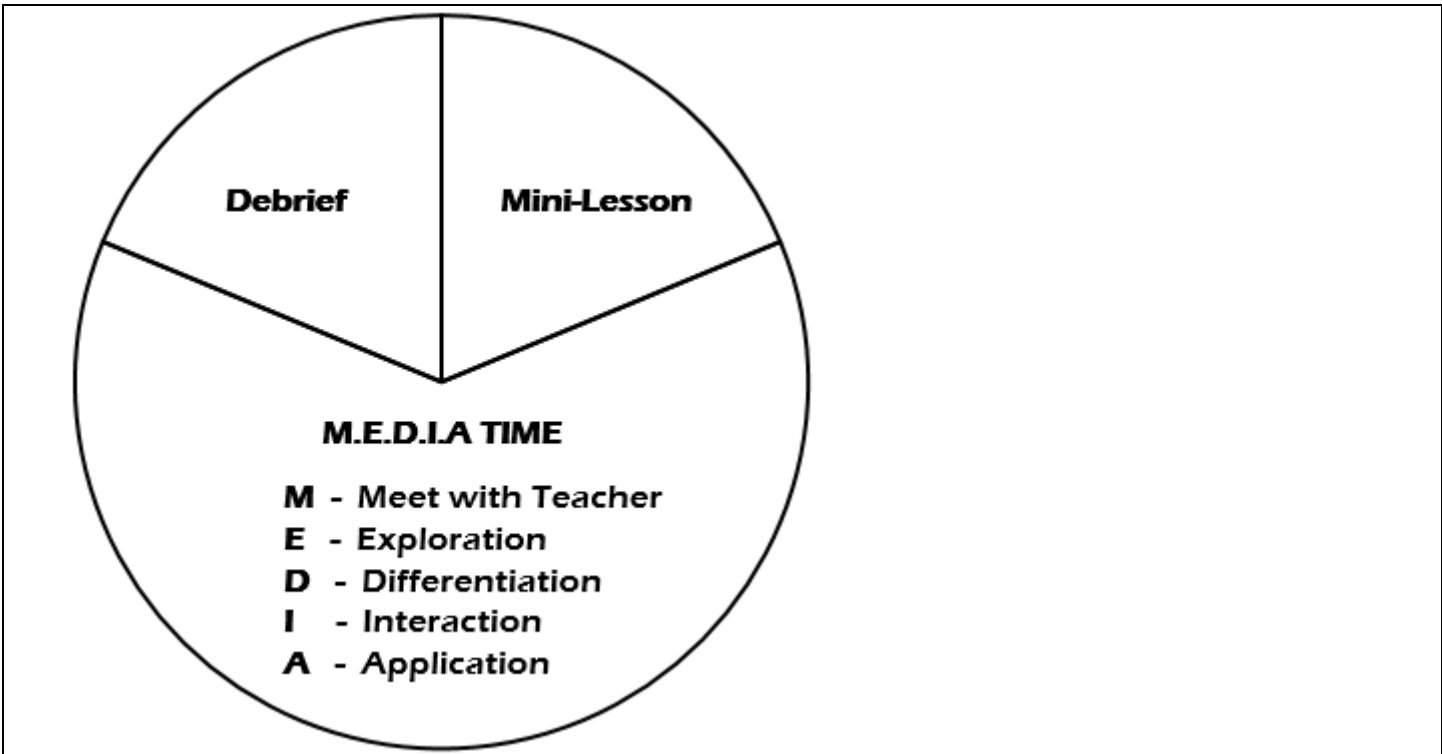 Debrief
Mini-Lesson
M.E.D.I.A TIME
M - Meet with Teacher
E - Exploration
D - Differentiation
I - Interaction
A - Application